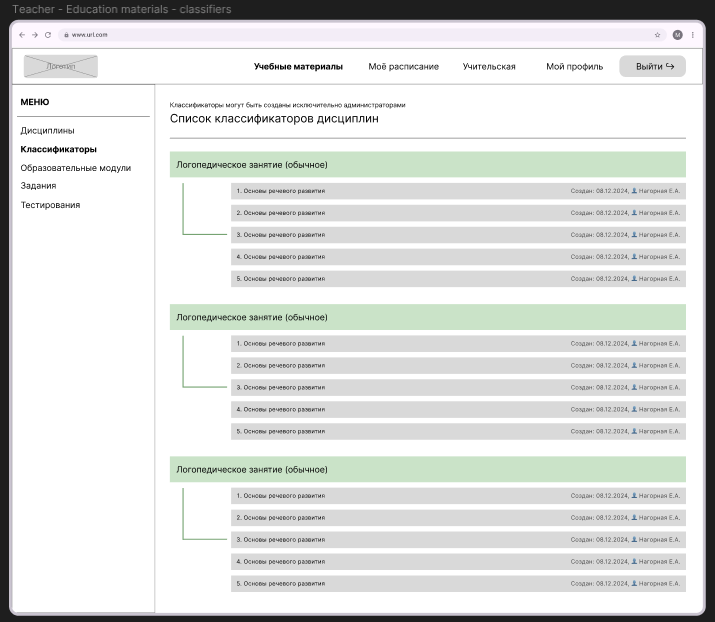 Teacher - Education materials - classifiers
www.url.com
M
Логотип
Учебные материалы
Моё расписание
Учительская
Мой профиль
Выйти
МЕНЮ
Дисциплины
Классификаторы
Образовательные модули
Задания
Тестирования
Классификаторы могут быть созданы исключительно администраторами
Список классификаторов дисциплин
Логопедическое занятие (обычное)
1. Основы речевого развития Создан: 08.12.2024, Нагорная Е.А.
2. Основы речевого развития Создан: 08.12.2024, Нагорная Е.А.
3. Основы речевого развития Создан: 08.12.2024, Нагорная Е.А.
4. Основы речевого развития Создан: 08.12.2024, Нагорная Е.А.
5. Основы речевого развития Создан: 08.12.2024, Нагорная Е.А.
Логопедическое занятие (обычное)
1. Основы речевого развития Создан: 08.12.2024, Нагорная Е.А.
2. Основы речевого развития Создан: 08.12.2024, Нагорная Е.А.
3. Основы речевого развития Создан: 08.12.2024, Нагорная Е.А.
4. Основы речевого развития Создан: 08.12.2024, Нагорная Е.А.
5. Основы речевого развития Создан: 08.12.2024, Нагорная Е.А.
Логопедическое занятие (обычное)
1. Основы речевого развития Создан: 08.12.2024, Нагорная Е.А.
2. Основы речевого развития Создан: 08.12.2024, Нагорная Е.А.
3. Основы речевого развития Создан: 08.12.2024, Нагорная Е.А.
4. Основы речевого развития Создан: 08.12.2024, Нагорная Е.А.
5. Основы речевого развития Создан: 08.12.2024, Нагорная Е.А.